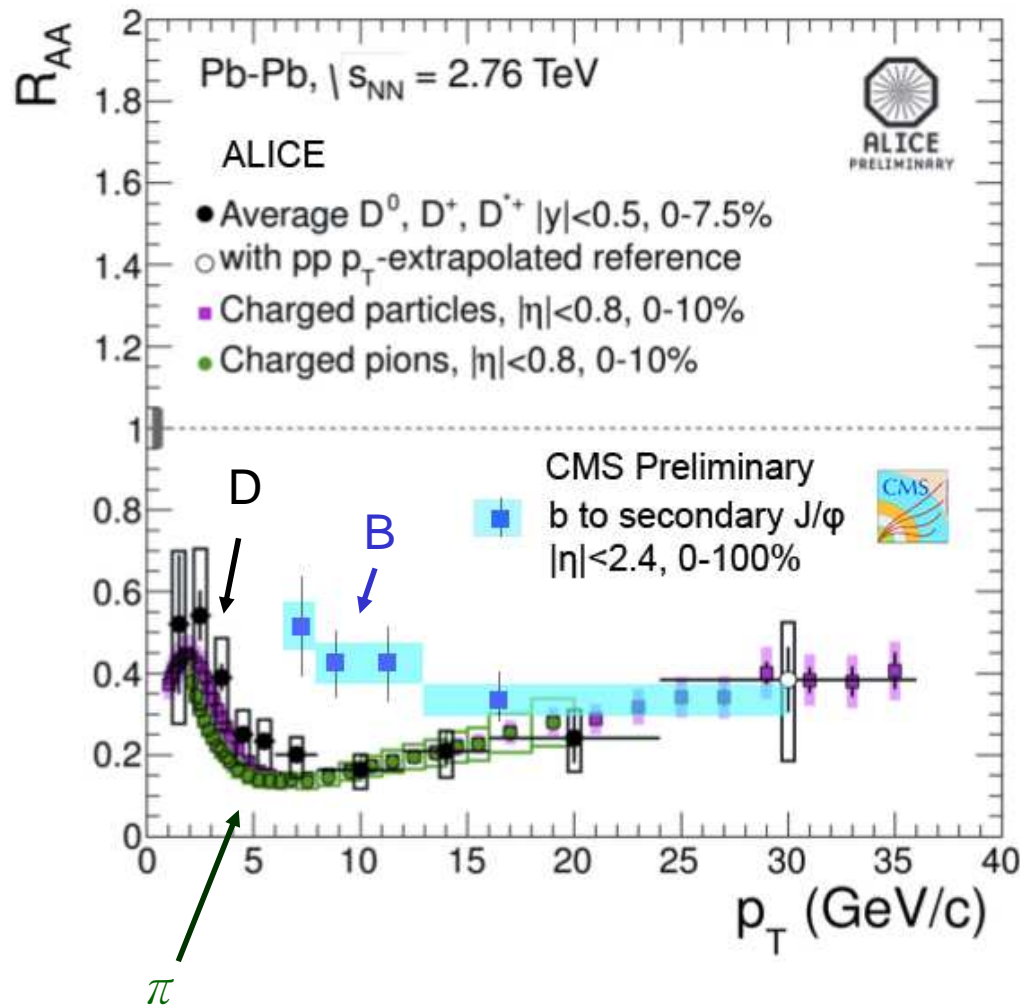 R_AA
2
1.8
1.6
1.4
1.2
1
0.8
0.6
0.4
0.2
0
Pb-Pb, √s_NN = 2.76 TeV
ALICE
PRELIMINARY
ALICE
Average D^0, D^+, D^*+ |y|<0.5, 0-7.5%
with pp p_T-extrapolated reference
Charged particles, |η|<0.8, 0-10%
Charged pions, |η|<0.8, 0-10%
CMS Preliminary
b to secondary J/φ
|η|<2.4, 0-100%
CMS
D
B
0 5 10 15 20 25 30 35 40
p_T (GeV/c)
π